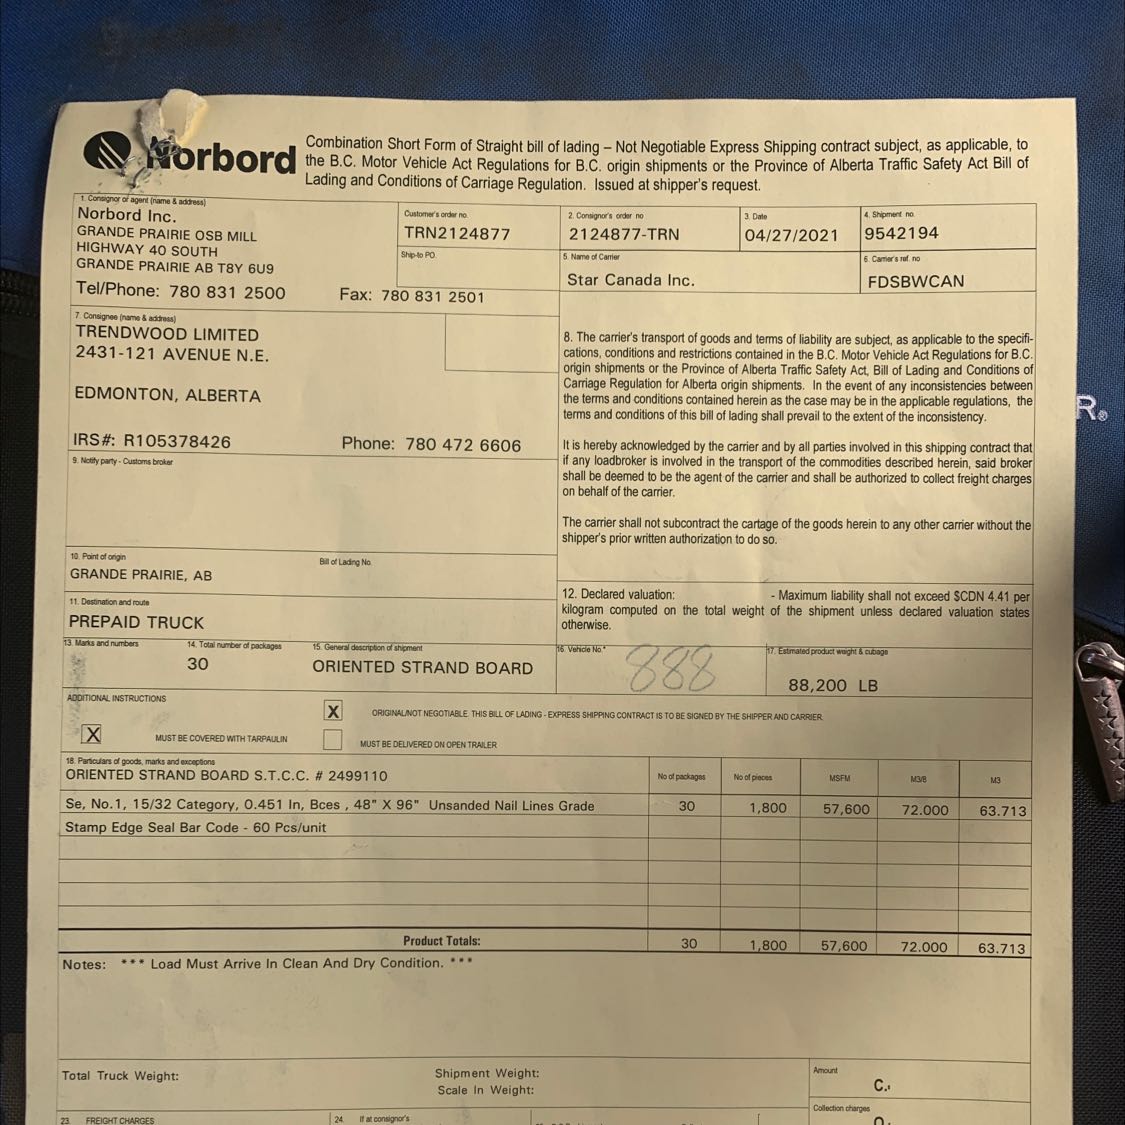 Norbord
Combination Short Form of Straight bill of lading – Not Negotiable Express Shipping contract subject, as applicable, to
the B.C. Motor Vehicle Act Regulations for B.C. origin shipments or the Province of Alberta Traffic Safety Act Bill of
Lading and Conditions of Carriage Regulation. Issued at shipper's request.
1. Consignor of agent (name & address)
Norbord Inc.
GRANDE PRAIRIE OSB MILL
HIGHWAY 40 SOUTH
GRANDE PRAIRIE AB T8Y 6U9
Tel/Phone: 780 831 2500 Fax: 780 831 2501
Customer's order no.
TRN2124877
Ship-to PO.
2. Consignor's order no
2124877-TRN
3. Date
04/27/2021
4. Shipment no.
9542194
5. Name of Carrier
Star Canada Inc.
6. Carrier's ref. no
FDSBWCAN
7. Consignee (name & address)
TRENDWOOD LIMITED
2431-121 AVENUE N.E.
EDMONTON, ALBERTA
IRS#: R105378426 Phone: 780 472 6606
8. The carrier's transport of goods and terms of liability are subject, as applicable to the specifi-
cations, conditions and restrictions contained in the B.C. Motor Vehicle Act Regulations for B.C.
origin shipments or the Province of Alberta Traffic Safety Act, Bill of Lading and Conditions of
Carriage Regulation for Alberta origin shipments. In the event of any inconsistencies between
the terms and conditions contained herein as the case may be in the applicable regulations, the
terms and conditions of this bill of lading shall prevail to the extent of the inconsistency.
It is hereby acknowledged by the carrier and by all parties involved in this shipping contract that
if any loadbroker is involved in the transport of the commodities described herein, said broker
shall be deemed to be the agent of the carrier and shall be authorized to collect freight charges
on behalf of the carrier.
The carrier shall not subcontract the cartage of the goods herein to any other carrier without the
shipper's prior written authorization to do so.
9. Notify party - Customs broker
10. Point of origin
GRANDE PRAIRIE, AB
Bill of Lading No.
11. Destination and route
PREPAID TRUCK
12. Declared valuation: - Maximum liability shall not exceed $CDN 4.41 per
kilogram computed on the total weight of the shipment unless declared valuation states
otherwise.
13. Marks and numbers
14. Total number of packages
30
15. General description of shipment
ORIENTED STRAND BOARD
16. Vehicle No.*
888
17. Estimated product weight & cubage
88,200 LB
ADDITIONAL INSTRUCTIONS
X ORIGINAL/NOT NEGOTIABLE. THIS BILL OF LADING - EXPRESS SHIPPING CONTRACT IS TO BE SIGNED BY THE SHIPPER AND CARRIER.
X MUST BE COVERED WITH TARPAULIN
MUST BE DELIVERED ON OPEN TRAILER
18. Particulars of goods, marks and exceptions
ORIENTED STRAND BOARD S.T.C.C. # 2499110
No of packages No of pieces MSFM M3/8 M3
Se, No.1, 15/32 Category, 0.451 In, Bces , 48" X 96" Unsanded Nail Lines Grade 30 1,800 57,600 72.000 63.713
Stamp Edge Seal Bar Code - 60 Pcs/unit
Product Totals: 30 1,800 57,600 72.000 63.713
Notes: *** Load Must Arrive In Clean And Dry Condition. ***
Total Truck Weight:
Shipment Weight:
Scale In Weight:
Amount
C.
Collection charges
23. FREIGHT CHARGES
24. If at consignor's
R®